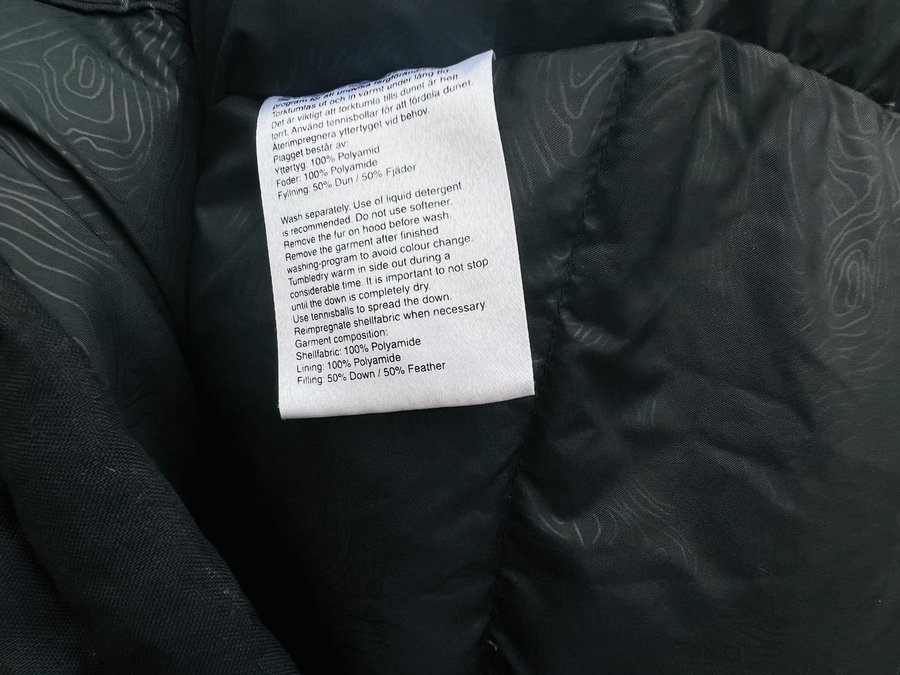 program för att undvika färgförändring.
Torktumlas ut och in varmt under lång tid.
Det är viktigt att torktumla tills dunet är helt
torrt. Använd tennisbollar för att fördela dunet.
Återimpregnera yttertyget vid behov.
Plagget består av:
Yttertyg: 100% Polyamid
Foder: 100% Polyamide
Fyllning: 50% Dun / 50% Fjäder
Wash separately. Use of liquid detergent
is recommended. Do not use softener.
Remove the fur on hood before wash.
Remove the garment after finished
washing-program to avoid colour change.
Tumbledry warm in side out during a
considerable time. It is important to not stop
until the down is completely dry.
Use tennisballs to spread the down.
Reimpregnate shellfabric when necessary.
Garment composition:
Shellfabric: 100% Polyamide
Lining: 100% Polyamide
Filling: 50% Down / 50% Feather